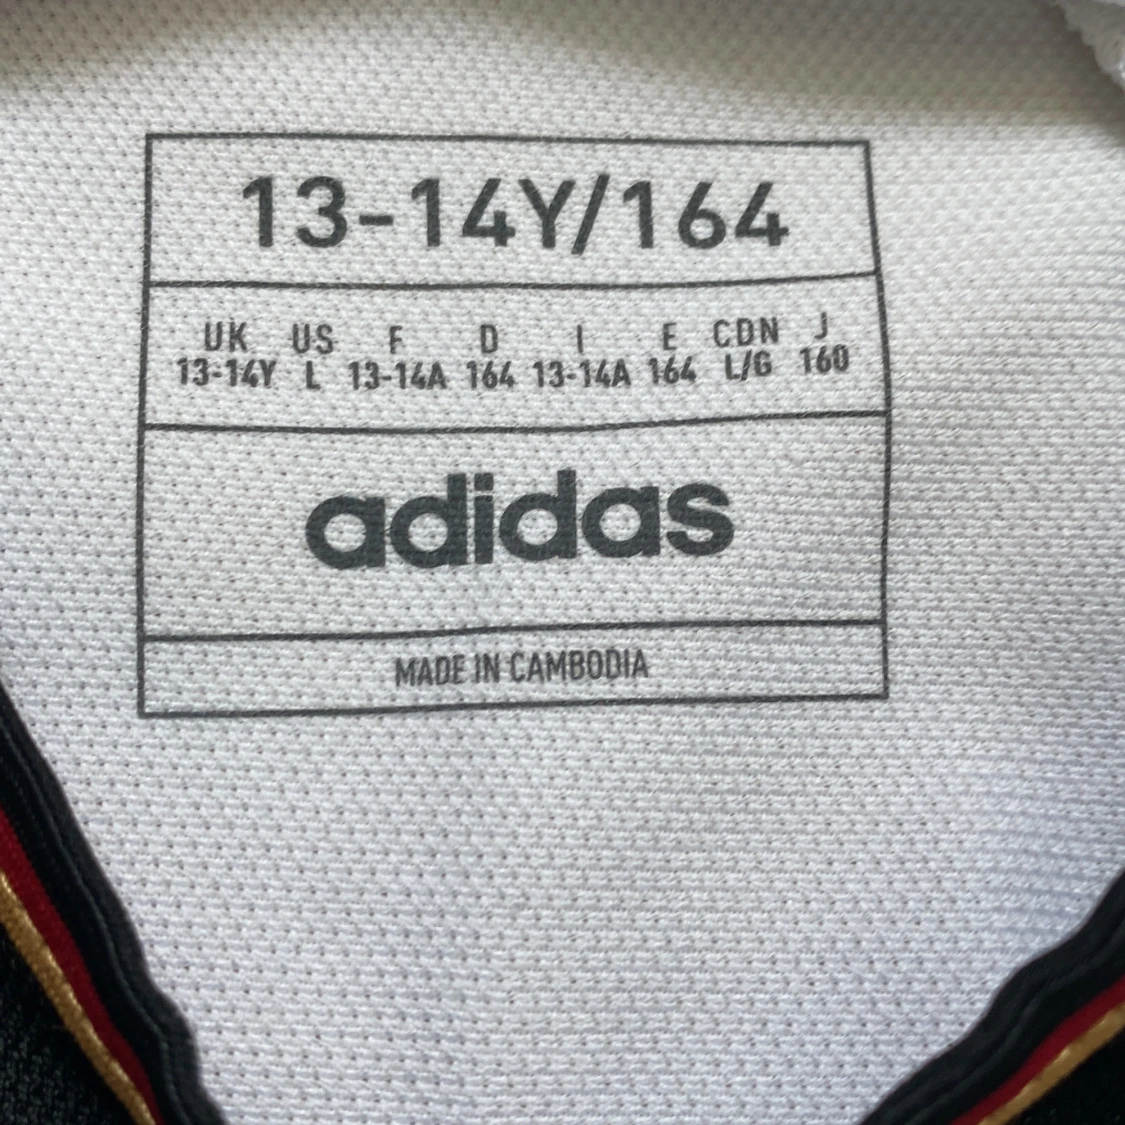 13-14Y/164
UK US F D I E CDN J
13-14Y L 13-14A 164 13-14A 164 L/G 160
adidas
MADE IN CAMBODIA